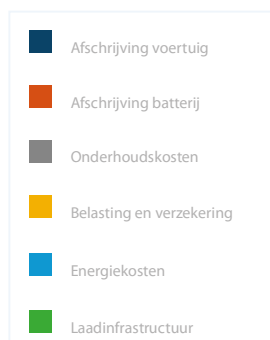 Afschrijving voertuig
Afschrijving batterij
Onderhoudskosten
Belasting en verzekering
Energiekosten
Laadinfrastructuur